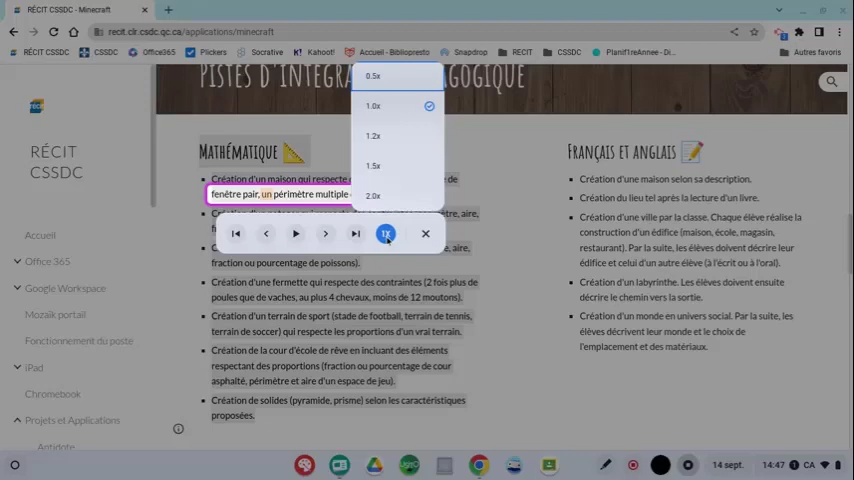 RÉCIT CSSDC - Minecraft
recit.clr.cssdc.gouv.qc.ca/applications/minecraft
RÉCIT CSSDC
CSSDC
Office365
Plickers
Socrative
Kahoot!
Accueil - Bibliopresto
Snapdrop
RECIT
CSSDC
Planif1reAnnee - Di...
Autres favoris
RÉCIT
CSSDC
Accueil
Office 365
Google Workspace
Mozaïk portail
Fonctionnement du poste
iPad
Chromebook
Projets et Applications
Antidote
Mathématique
Création d'un maison qui respecte
de
fenêtre pair, un périmètre multiple
aire,
aire,
fraction ou pourcentage de poissons).
Création d'une fermette qui respecte des contraintes (2 fois plus de
poules que de vaches, au plus 4 chevaux, moins de 12 moutons).
Création d'un terrain de sport (stade de football, terrain de tennis,
terrain de soccer) qui respecte les proportions d'un vrai terrain.
Création de la cour d'école de rêve en incluant des éléments
respectant des proportions (fraction ou pourcentage de cour
asphalté, périmètre et aire d'un espace de jeu).
Création de solides (pyramide, prisme) selon les caractéristiques
proposées.
0.5x
1.0x
1.2x
1.5x
2.0x
1X
Français et anglais
Création d'une maison selon sa description.
Création du lieu tel après la lecture d'un livre.
Création d'une ville par la classe. Chaque élève réalise la
construction d'un édifice (maison, école, magasin,
restaurant). Par la suite, les élèves doivent décrire leur
édifice et celui d'un autre élève (à l'écrit ou à l'oral).
Création d'un labyrinthe. Les élèves doivent ensuite
décrire le chemin vers la sortie.
Création d'un monde en univers social. Par la suite, les
élèves décrivent leur monde et le choix de
l'emplacement et des matériaux.
14 sept.
14:47
1
CA